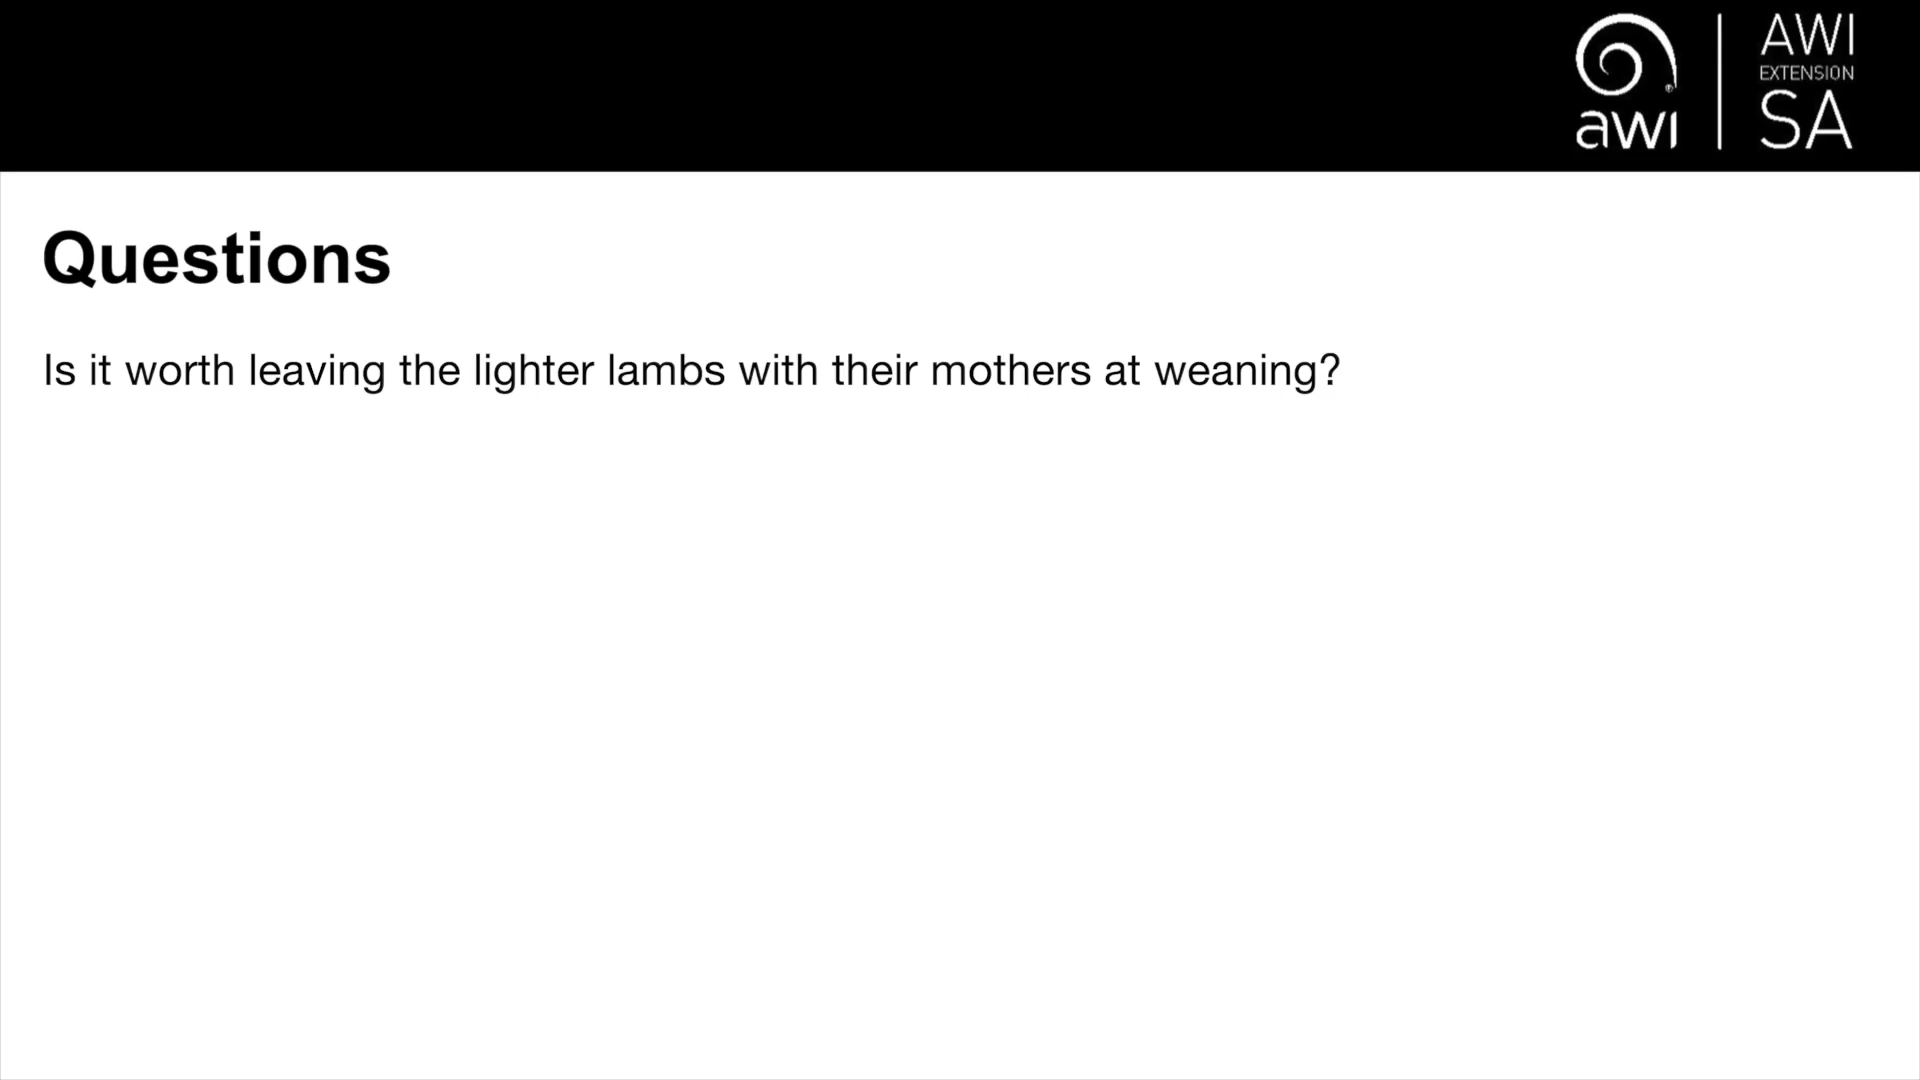 awi
AWI
EXTENSION
SA
Questions
Is it worth leaving the lighter lambs with their mothers at weaning?